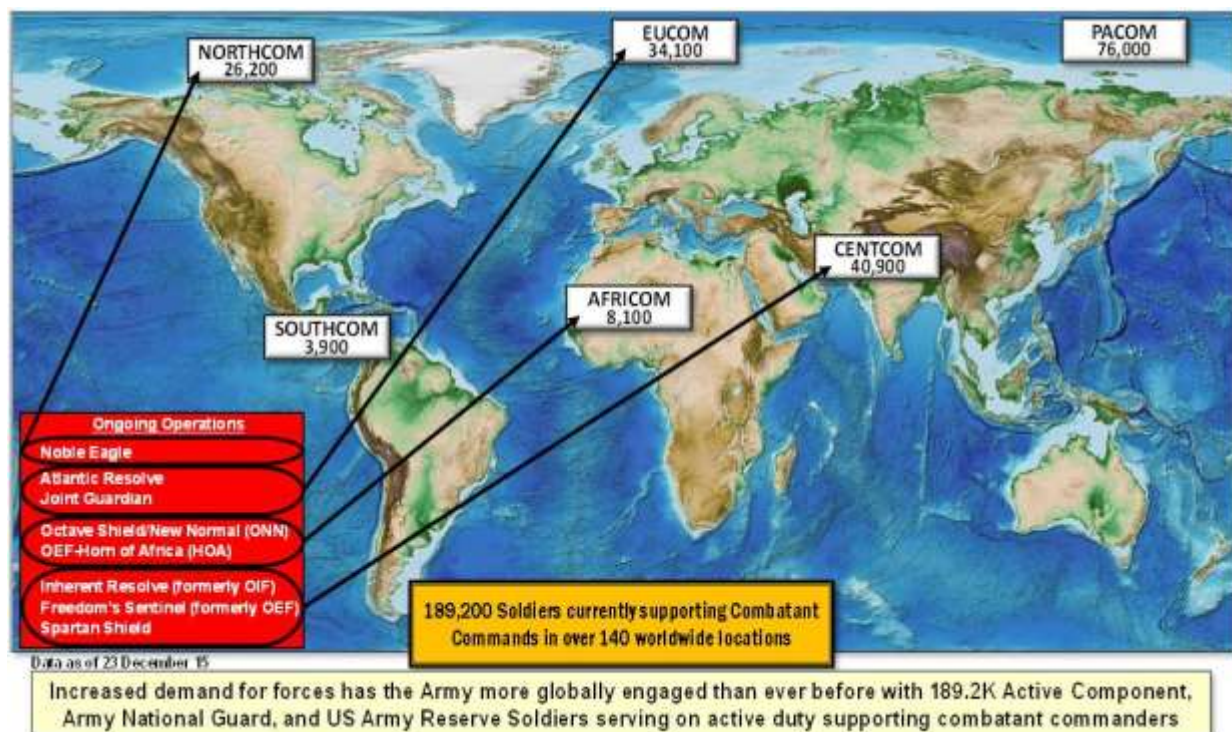 NORTHCOM
26,200
EUCOM
34,100
PACOM
76,000
CENTCOM
40,900
AFRICOM
8,100
SOUTHCOM
3,900
Ongoing Operations
Noble Eagle
Atlantic Resolve
Joint Guardian
Octave Shield/New Normal (ONN)
OEF-Horn of Africa (HOA)
Inherent Resolve (formerly OIF)
Freedom's Sentinel (formerly OEF)
Spartan Shield
189,200 Soldiers currently supporting Combatant
Commands in over 140 worldwide locations
Data as of 23 December 15
Increased demand for forces has the Army more globally engaged than ever before with 189.2K Active Component,
Army National Guard, and US Army Reserve Soldiers serving on active duty supporting combatant commanders